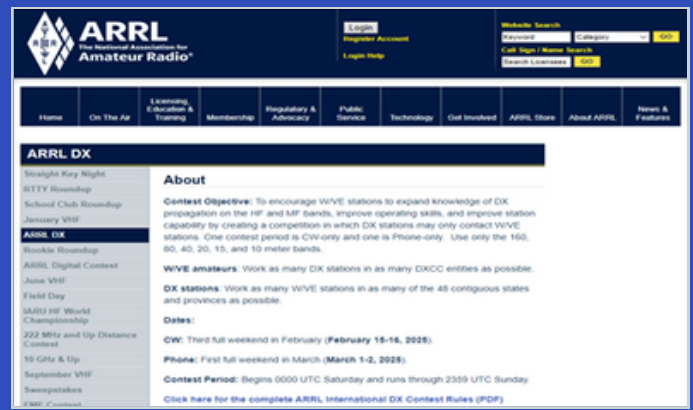 ARRL
The National Association for
Amateur Radio®
Login
Register Account
Login Help
Website Search
Keyword
Category
GO
Call Sign / Name Search
Search Licensees
GO
Home
On The Air
Licensing, Education & Training
Membership
Regulatory & Advocacy
Public Service
Technology
Get Involved
ARRL Store
About ARRL
News & Features
ARRL DX
Straight Key Night
RTTY Roundup
School Club Roundup
January VHF
ARRL DX
Rookie Roundup
ARRL Digital Contest
June VHF
Field Day
IARU HF World
Championship
222 MHz and Up Distance
Contest
10 GHz & Up
September VHF
Sweepstakes
EME Contest
About
Contest Objective: To encourage W/VE stations to expand knowledge of DX
propagation on the HF and MF bands, improve operating skills, and improve station
capability by creating a competition in which DX stations may only contact W/VE
stations. One contest period is CW-only and one is Phone-only. Use only the 160,
80, 40, 20, 15, and 10 meter bands.
W/VE amateurs: Work as many DX stations in as many DXCC entities as possible.
DX stations: Work as many W/VE stations in as many of the 48 contiguous states
and provinces as possible.
Dates:
CW: Third full weekend in February (February 15-16, 2025).
Phone: First full weekend in March (March 1-2, 2025).
Contest Period: Begins 0000 UTC Saturday and runs through 2359 UTC Sunday.
Click here for the complete ARRL International DX Contest Rules (PDF)